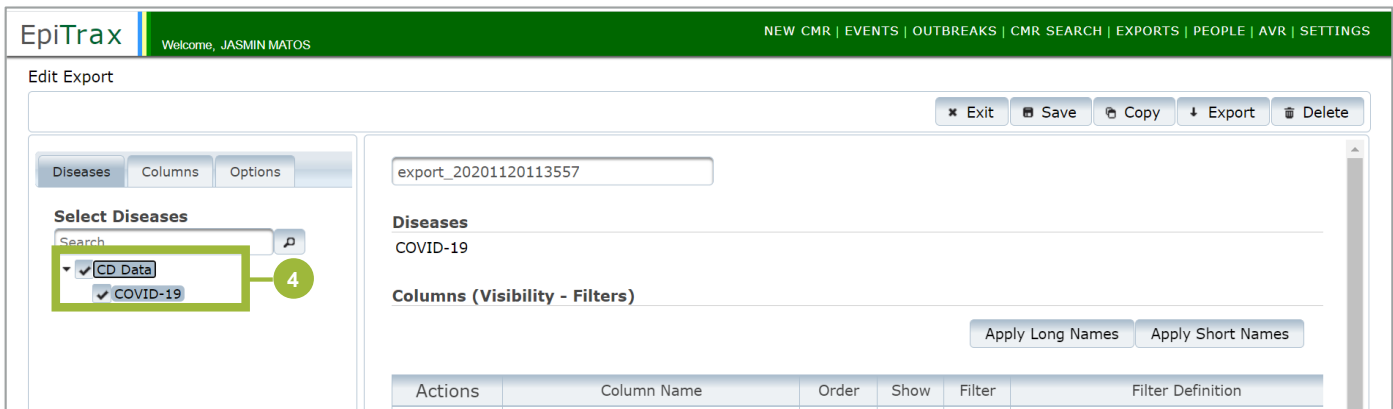 EpiTrax
Welcome, JASMIN MATOS
NEW CMR | EVENTS | OUTBREAKS | CMR SEARCH | EXPORTS | PEOPLE | AVR | SETTINGS
Edit Export
Exit Save Copy Export Delete
Diseases Columns Options
Select Diseases
Search
CD Data
COVID-19
4
export_20201120113557
Diseases
COVID-19
Columns (Visibility - Filters)
Apply Long Names Apply Short Names
Actions Column Name Order Show Filter Filter Definition